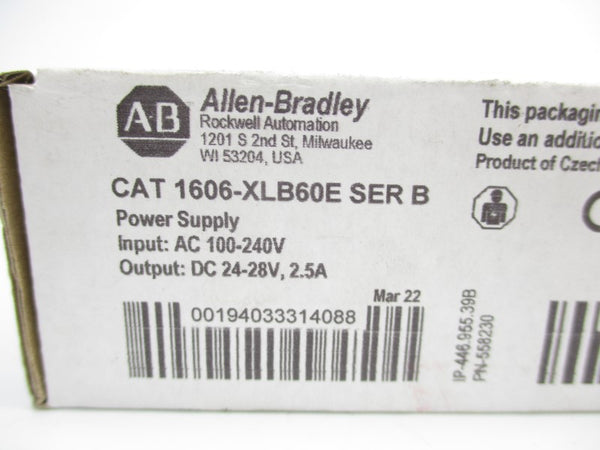 A-B
Allen-Bradley
Rockwell Automation
1201 S 2nd St, Milwaukee
WI 53204, USA
CAT 1606-XLB60E SER B
Power Supply
Input: AC 100-240V
Output: DC 24-28V, 2.5A
Mar 22
00194033314088
This packagin
Use an additio
Product of Czech
IP-446.955.39B
PN-558230